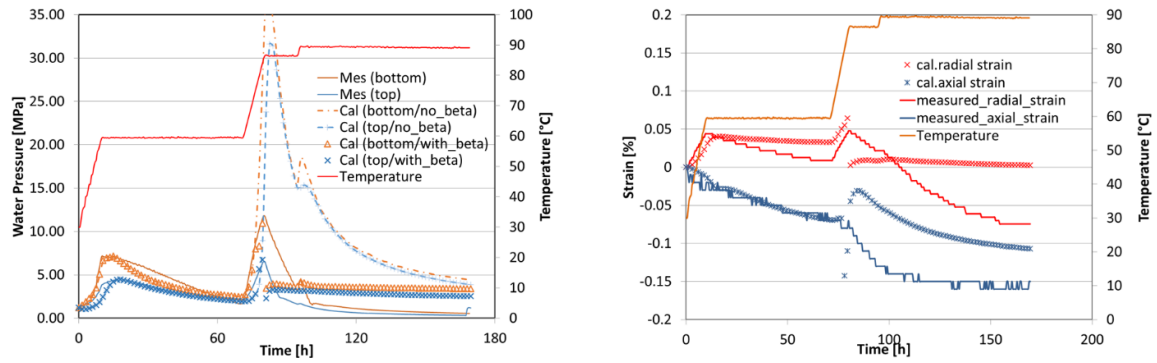 35.00
30.00
25.00
20.00
15.00
10.00
5.00
0.00
Water Pressure [MPa]
100
90
80
70
60
50
40
30
20
10
0
Temperature [°C]
Mes (bottom)
Mes (top)
Cal (bottom/no_beta)
Cal (top/no_beta)
Cal (bottom/with_beta)
Cal (top/with_beta)
Temperature
0
60
120
180
Time [h]
0.2
0.15
0.1
0.05
0
-0.05
-0.1
-0.15
-0.2
Strain [%]
90
80
70
60
50
40
30
20
10
0
Temperature [°C]
cal.radial strain
cal.axial strain
measured_radial_strain
measured_axial_strain
Temperature
0
50
100
150
200
Time [h]